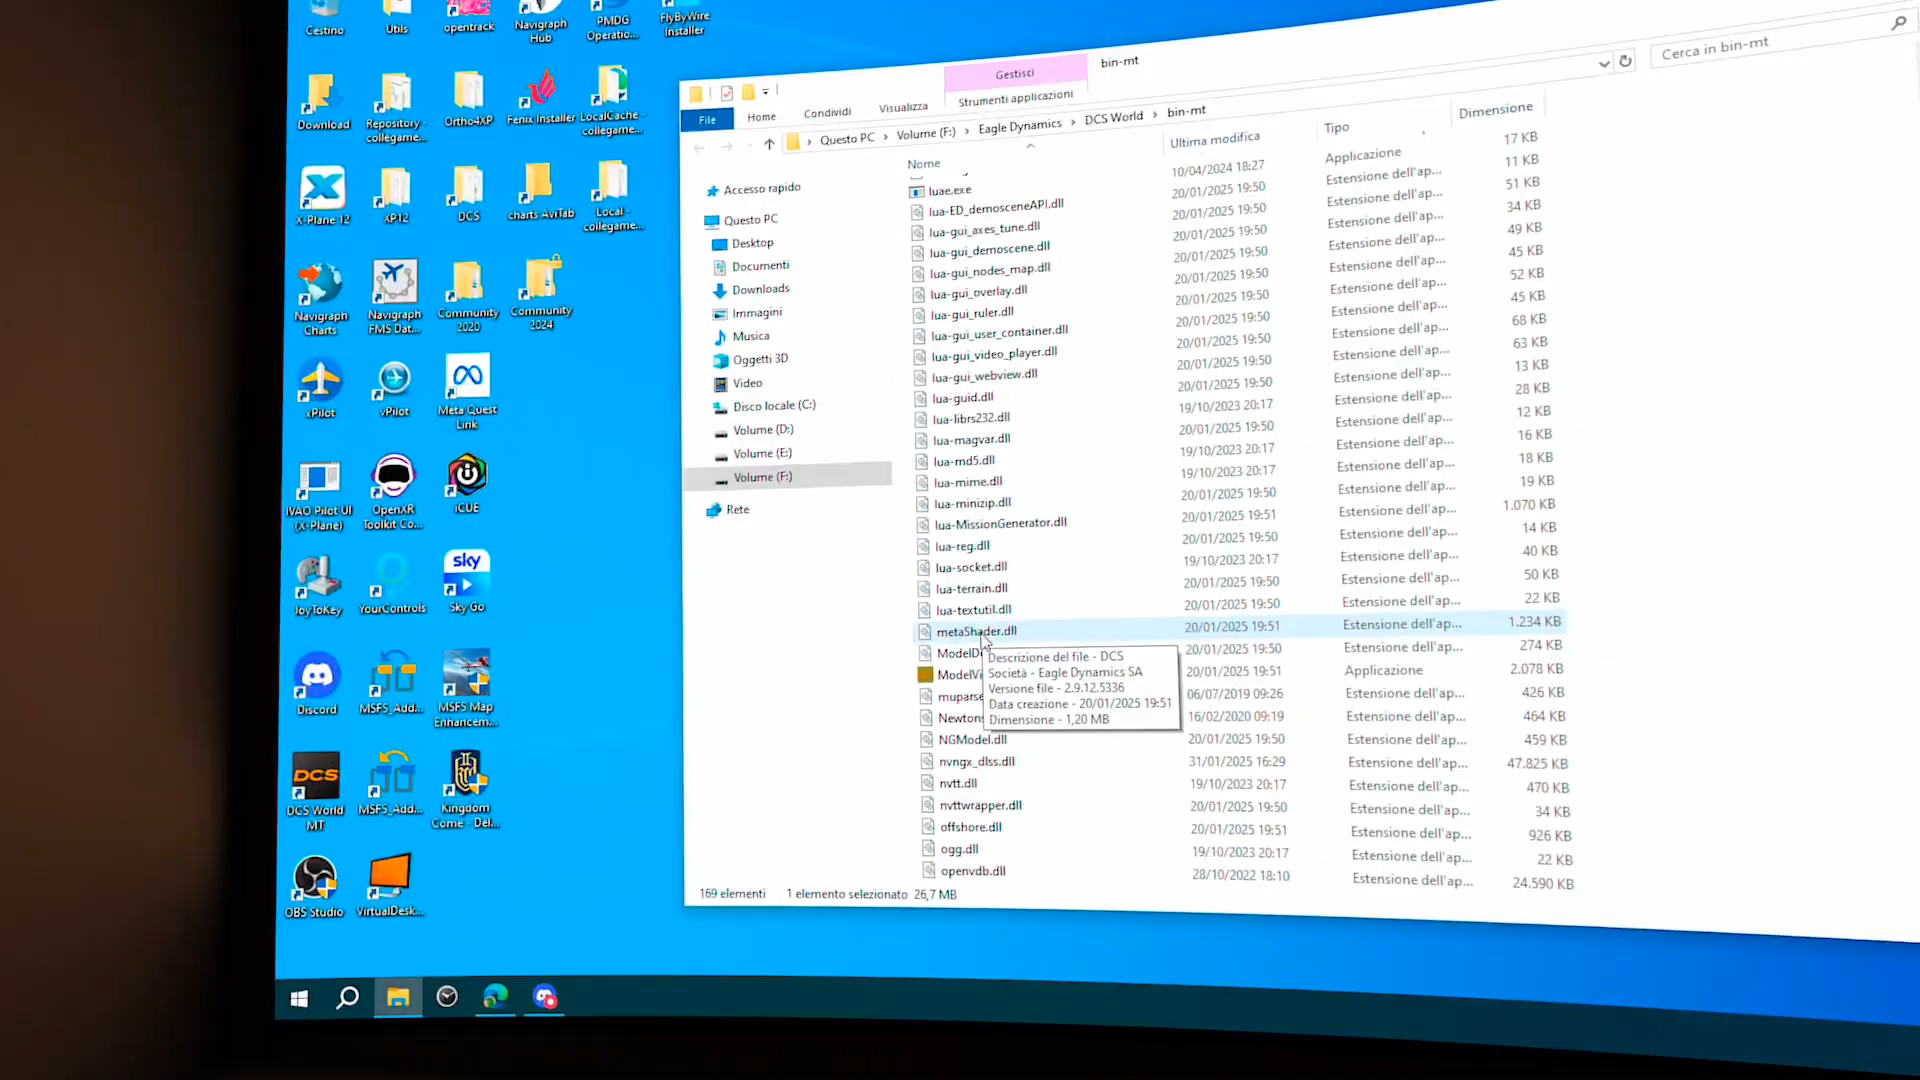 Cestino
Utils
opentrack
Navigraph
Hub
PMDG
Operatio...
FlyByWire
Installer
Download
Repository -
collegame...
Ortho4XP
Fenix Installer
LocalCache -
collegame...
X-Plane 12
XP12
DCS
charts AviTab
Local -
collegame...
Navigraph
Charts
Navigraph
FMS Dat...
Community
2020
Community
2024
xPilot
vPilot
Meta Quest
Link
IVAO Pilot UI
(X-Plane)
OpenXR
Toolkit Co...
iCUE
JoyToKey
YourControls
sky
Sky Go
Discord
MSFS_Add...
MSFS Map
Enhancem...
DCS
DCS World
MT
MSFS_Add...
Kingdom
Come - Del...
OBS Studio
VirtualDesk...
Gestisci
bin-mt
File
Home
Condividi
Visualizza
Strumenti applicazioni
Questo PC > Volume (F:) > Eagle Dynamics > DCS World > bin-mt
Cerca in bin-mt
Accesso rapido
Questo PC
Desktop
Documenti
Downloads
Immagini
Musica
Oggetti 3D
Video
Disco locale (C:)
Volume (D:)
Volume (E:)
Volume (F:)
Rete
Nome
Ultima modifica
Tipo
Dimensione
luae.exe 10/04/2024 18:27 Applicazione 17 KB
lua-ED_demosceneAPI.dll 20/01/2025 19:50 Estensione dell'ap... 11 KB
lua-gui_axes_tune.dll 20/01/2025 19:50 Estensione dell'ap... 51 KB
lua-gui_demoscene.dll 20/01/2025 19:50 Estensione dell'ap... 34 KB
lua-gui_nodes_map.dll 20/01/2025 19:50 Estensione dell'ap... 49 KB
lua-gui_overlay.dll 20/01/2025 19:50 Estensione dell'ap... 45 KB
lua-gui_ruler.dll 20/01/2025 19:50 Estensione dell'ap... 52 KB
lua-gui_user_container.dll 20/01/2025 19:50 Estensione dell'ap... 45 KB
lua-gui_video_player.dll 20/01/2025 19:50 Estensione dell'ap... 68 KB
lua-gui_webview.dll 20/01/2025 19:50 Estensione dell'ap... 63 KB
lua-guid.dll 20/01/2025 19:50 Estensione dell'ap... 13 KB
lua-librs232.dll 19/10/2023 20:17 Estensione dell'ap... 28 KB
lua-magvar.dll 20/01/2025 19:50 Estensione dell'ap... 12 KB
lua-md5.dll 19/10/2023 20:17 Estensione dell'ap... 16 KB
lua-mime.dll 19/10/2023 20:17 Estensione dell'ap... 18 KB
lua-minizip.dll 20/01/2025 19:50 Estensione dell'ap... 19 KB
lua-MissionGenerator.dll 20/01/2025 19:51 Estensione dell'ap... 1.070 KB
lua-reg.dll 20/01/2025 19:50 Estensione dell'ap... 14 KB
lua-socket.dll 19/10/2023 20:17 Estensione dell'ap... 40 KB
lua-terrain.dll 20/01/2025 19:50 Estensione dell'ap... 50 KB
lua-textutil.dll 20/01/2025 19:50 Estensione dell'ap... 22 KB
metaShader.dll 20/01/2025 19:51 Estensione dell'ap... 1.234 KB
ModelD 20/01/2025 19:50 Estensione dell'ap... 274 KB
ModelVi 20/01/2025 19:51 Applicazione 2.078 KB
muparse 06/07/2019 09:26 Estensione dell'ap... 426 KB
Newton 16/02/2020 09:19 Estensione dell'ap... 464 KB
NGModel.dll 20/01/2025 19:50 Estensione dell'ap... 459 KB
nvngx_dlss.dll 31/01/2025 16:29 Estensione dell'ap... 47.825 KB
nvtt.dll 19/10/2023 20:17 Estensione dell'ap... 470 KB
nvttwrapper.dll 20/01/2025 19:50 Estensione dell'ap... 34 KB
offshore.dll 20/01/2025 19:51 Estensione dell'ap... 926 KB
ogg.dll 19/10/2023 20:17 Estensione dell'ap... 22 KB
openvdb.dll 28/10/2022 18:10 Estensione dell'ap... 24.590 KB
Descrizione del file - DCS
Società - Eagle Dynamics SA
Versione file - 2.9.12.5336
Data creazione - 20/01/2025 19:51
Dimensione - 1,20 MB
169 elementi 1 elemento selezionato 26,7 MB